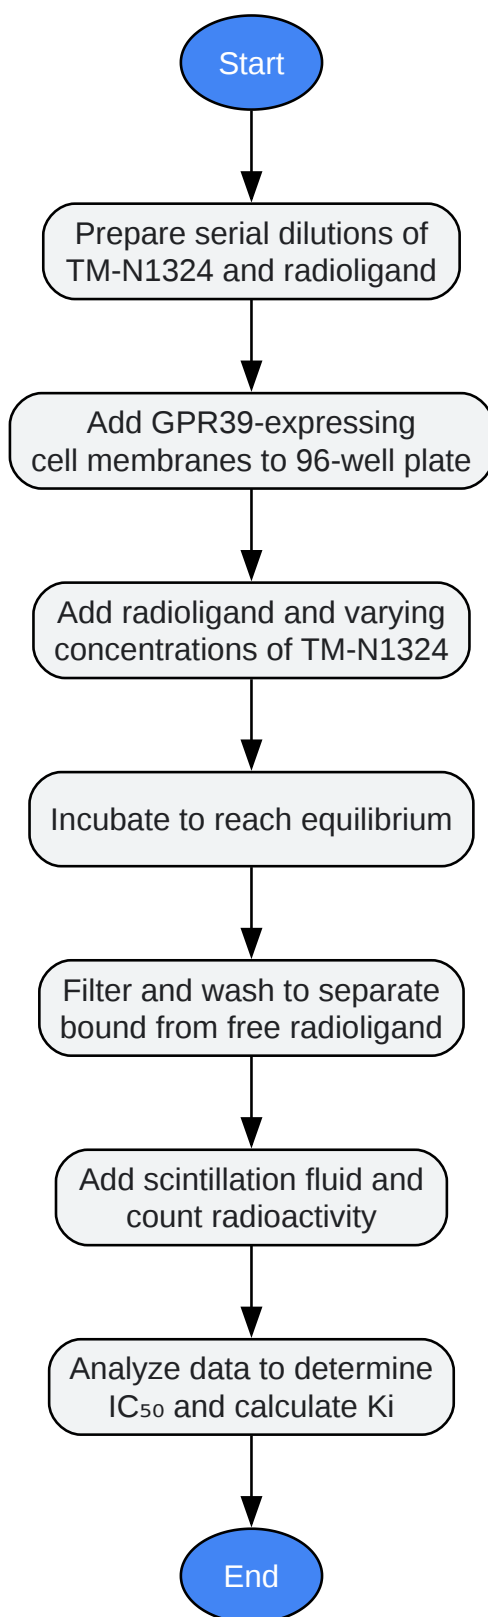 Start
Prepare serial dilutions of
TM-N1324 and radioligand
Add GPR39-expressing
cell membranes to 96-well plate
Add radioligand and varying
concentrations of TM-N1324
Incubate to reach equilibrium
Filter and wash to separate
bound from free radioligand
Add scintillation fluid and
count radioactivity
Analyze data to determine
IC₅₀ and calculate Ki
End